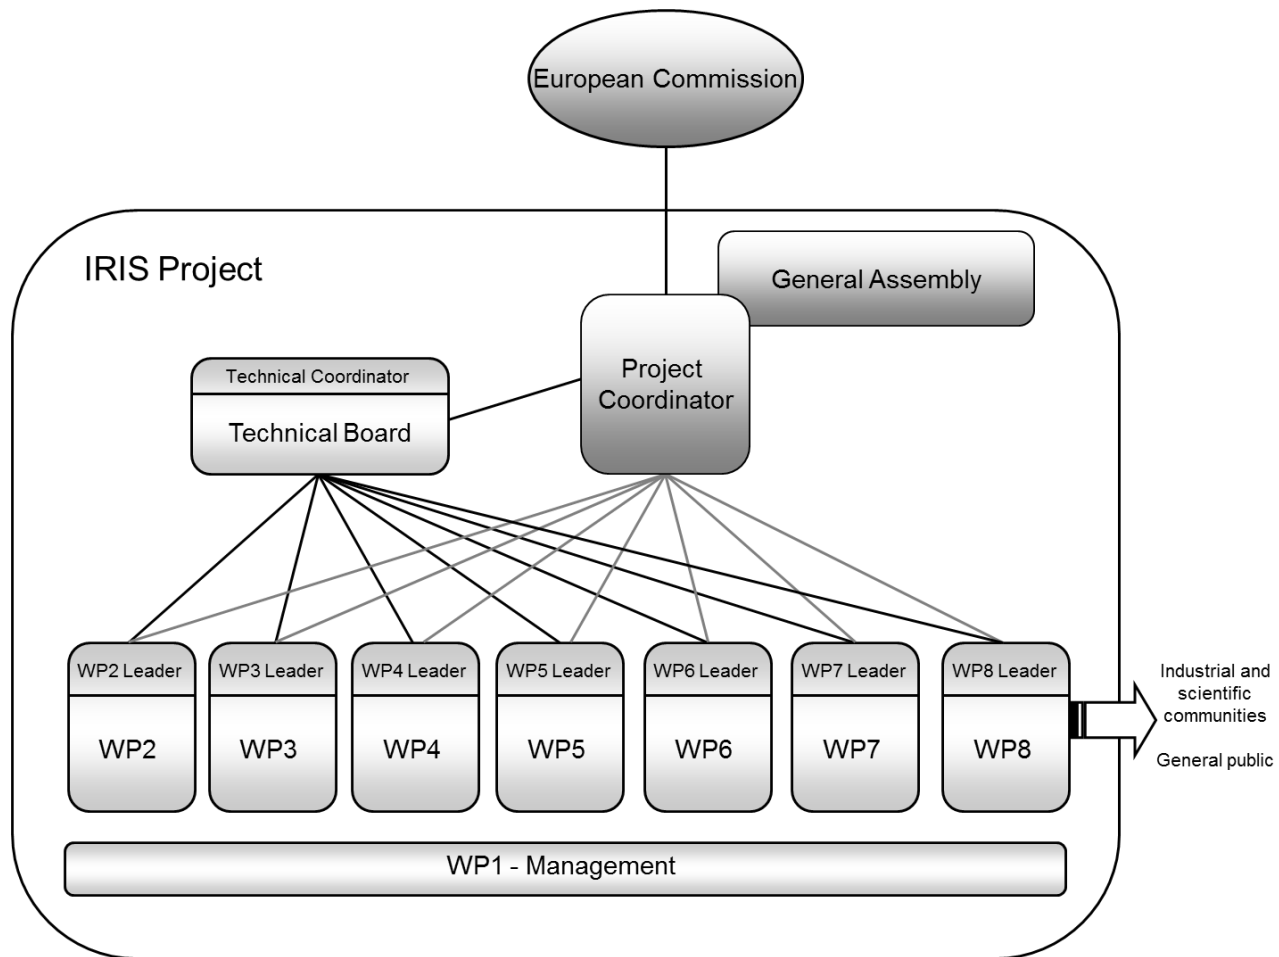 European Commission
IRIS Project
General Assembly
Project
Coordinator
Technical Coordinator
Technical Board
WP2 Leader
WP3 Leader
WP4 Leader
WP5 Leader
WP6 Leader
WP7 Leader
WP8 Leader
WP2
WP3
WP4
WP5
WP6
WP7
WP8
Industrial and
scientific
communities
General public
WP1 - Management